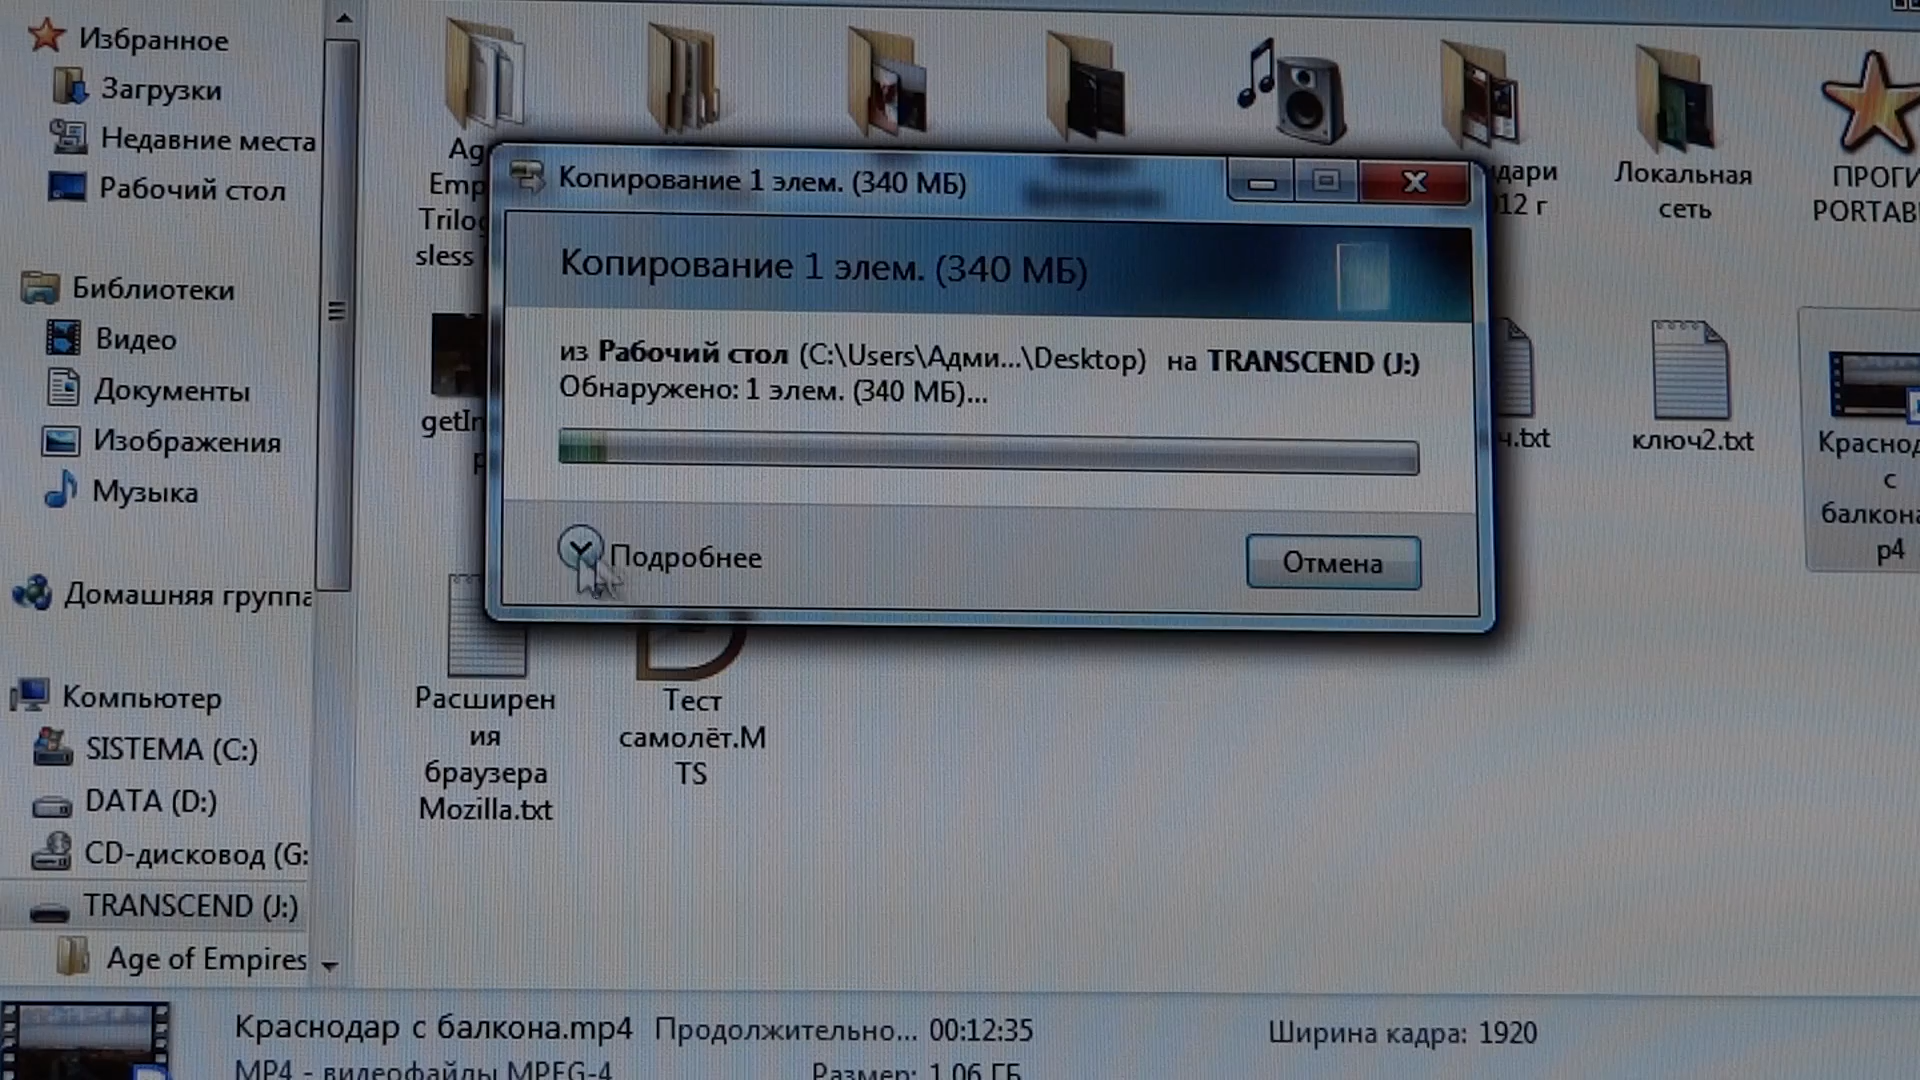 Избранное
Загрузки
Недавние места
Рабочий стол
Библиотеки
Видео
Документы
Изображения
Музыка
Домашняя группа
Компьютер
SISTEMA (C:)
DATA (D:)
CD-дисковод (G:
TRANSCEND (J:)
Age of Empires
Ag
Emp
Trilog
sless
дари
12 г
Локальная
сеть
ПРОГИ
PORTAB
getIn
ч.txt
ключ2.txt
Краснод
с
балкона
p4
Копирование 1 элем. (340 МБ)
Копирование 1 элем. (340 МБ)
из Рабочий стол (C:\Users\Адми...\Desktop) на TRANSCEND (J:)
Обнаружено: 1 элем. (340 МБ)...
Подробнее
Отмена
Расширен
ия
браузера
Mozilla.txt
Тест
самолёт.M
TS
Краснодар с балкона.mp4 Продолжительно... 00:12:35 Ширина кадра: 1920
MP4 - видеофайлы MPEG-4 Размер: 1,06 ГБ